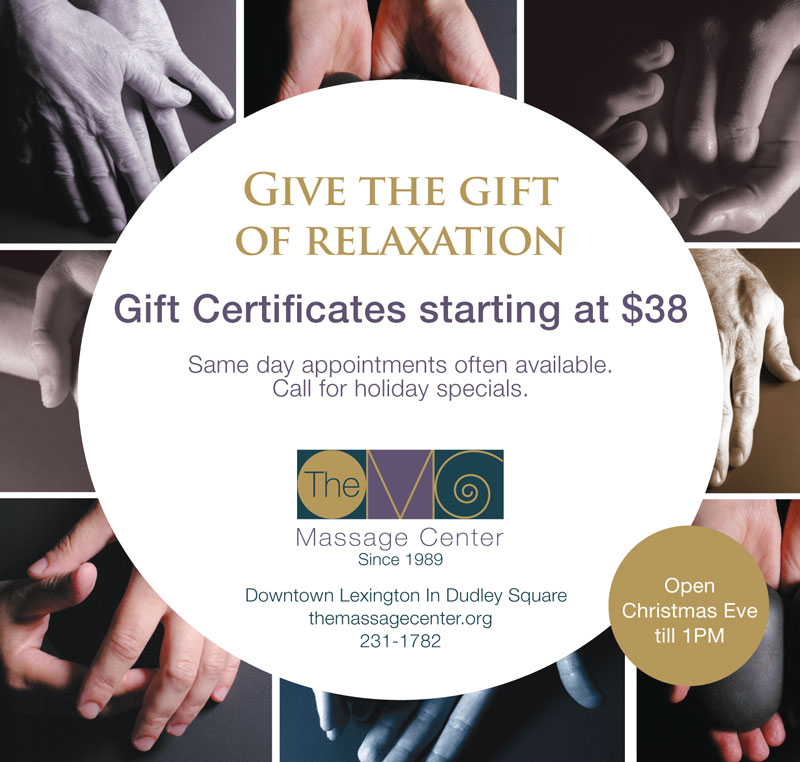 GIVE THE GIFT
OF RELAXATION
Gift Certificates starting at $38
Same day appointments often available.
Call for holiday specials.
The MC
Massage Center
Since 1989
Downtown Lexington In Dudley Square
themassagecenter.org
231-1782
Open
Christmas Eve
till 1PM